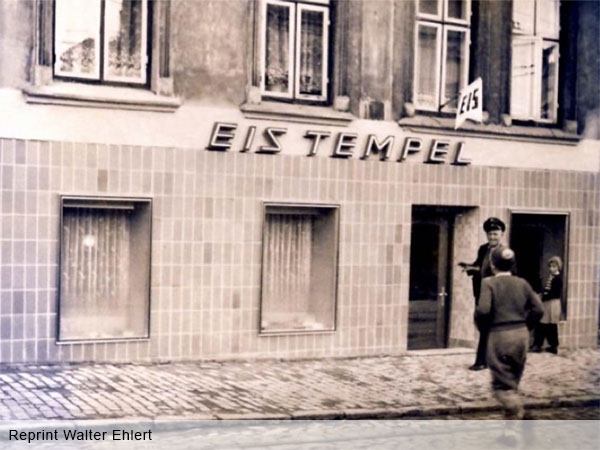 EIS
EIS TEMPEL
Reprint Walter Ehlert